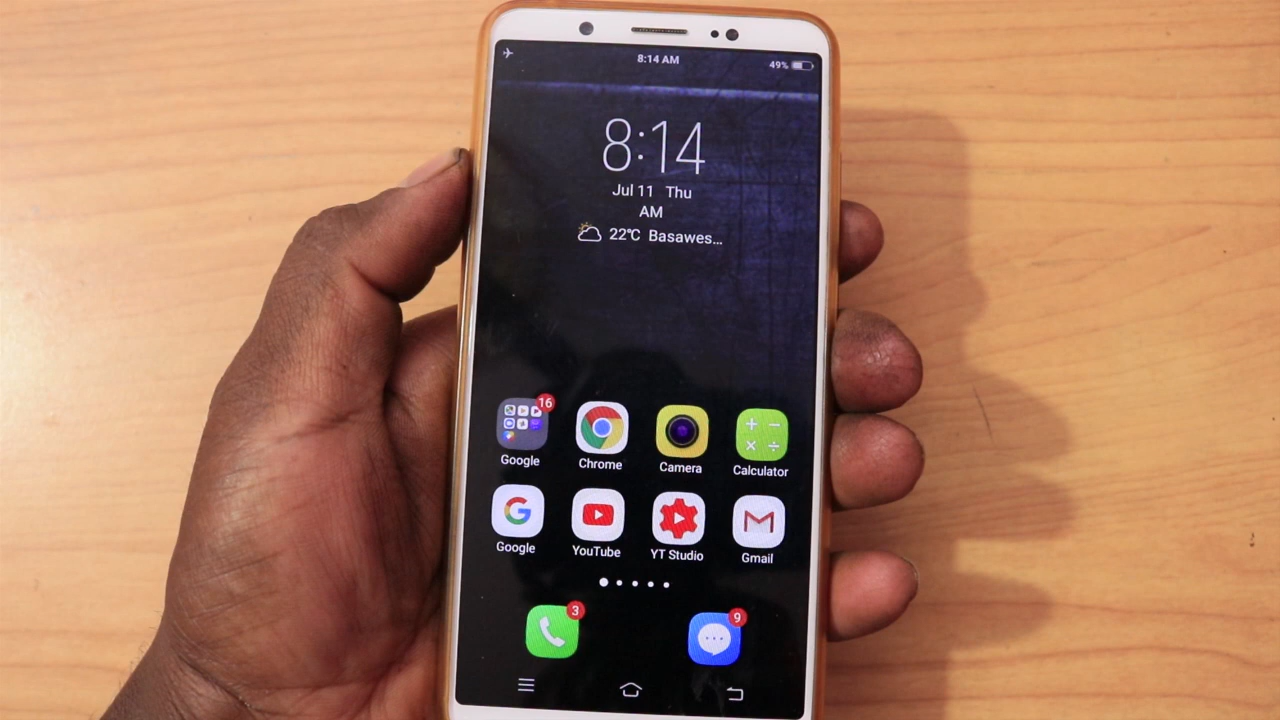 8:14 AM
49%
8:14
Jul 11 Thu
AM
22℃ Basawes...
16
Google
Chrome
Camera
Calculator
Google
YouTube
YT Studio
Gmail
3
9